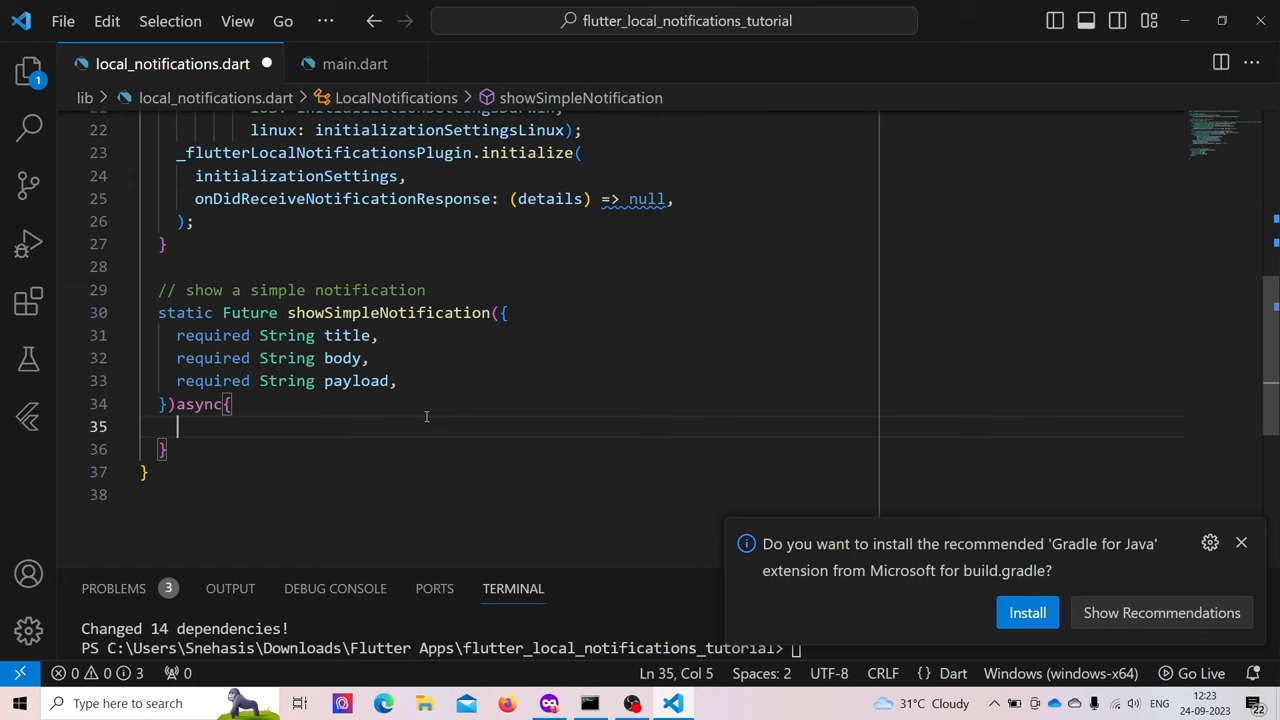 File Edit Selection View Go ··· flutter_local_notifications_tutorial
1
local_notifications.dart main.dart
lib > local_notifications.dart > LocalNotifications > showSimpleNotification
22 linux: initializationSettingsLinux);
23 _flutterLocalNotificationsPlugin.initialize(
24 initializationSettings,
25 onDidReceiveNotificationResponse: (details) => null,
26 );
27 }
28
29 // show a simple notification
30 static Future showSimpleNotification({
31 required String title,
32 required String body,
33 required String payload,
34 })async{
35
36 }
37 }
38
Do you want to install the recommended 'Gradle for Java'
extension from Microsoft for build.gradle?
Install Show Recommendations
PROBLEMS 3 OUTPUT DEBUG CONSOLE PORTS TERMINAL
Changed 14 dependencies!
PS C:\Users\Snehasis\Downloads\Flutter Apps\flutter_local_notifications_tutorial>
0 0 3 0 Ln 35, Col 5 Spaces: 2 UTF-8 CRLF {} Dart Windows (windows-x64) Go Live
Type here to search 31°C Cloudy ENG 12:23
24-09-2023 22